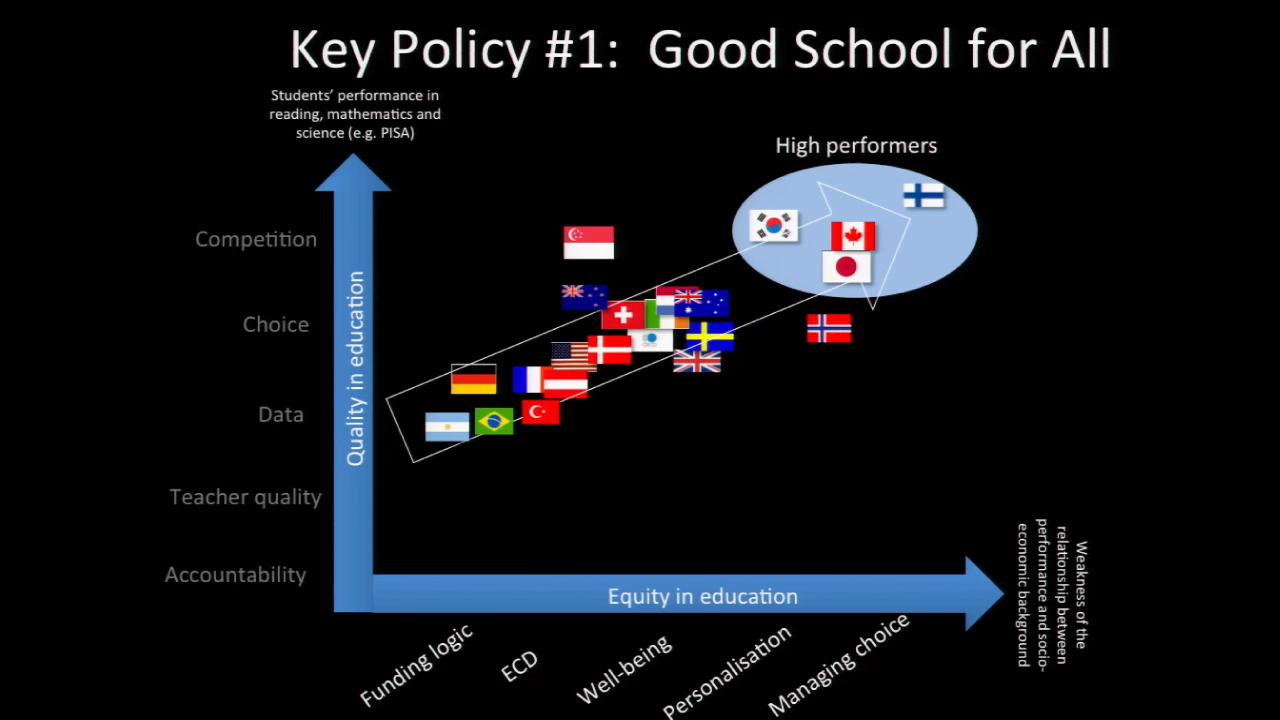 Key Policy #1: Good School for All
Students’ performance in
reading, mathematics and
science (e.g. PISA)
High performers
Competition
Choice
Data
Teacher quality
Accountability
Quality in education
Equity in education
Weakness of the
relationship between
performance and socio-
economic background
Funding logic
ECD
Well-being
Personalisation
Managing choice